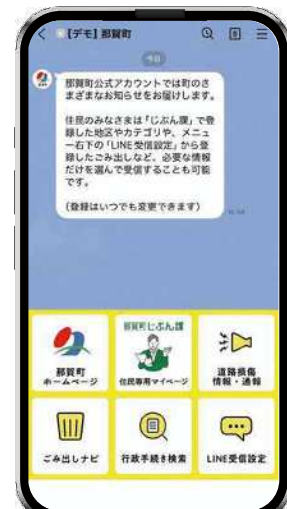 【デモ】那賀町
今日
那賀町公式アカウントでは町のさ
まざまなお知らせをお届けしま
す。
住民のみなさまは「じぶん課」で登
録した地区やカテゴリや、メニュ
ー右下の「LINE受信設定」から登
録したごみ出しなど、必要な情報
だけを選んで受信することも可能
です。
(登録はいつでも変更できます)
那賀町
ホームページ
那賀町じぶん課
住民専用マイページ
道路損傷
情報・通報
ごみ出しナビ
行政手続き検索
LINE受信設定